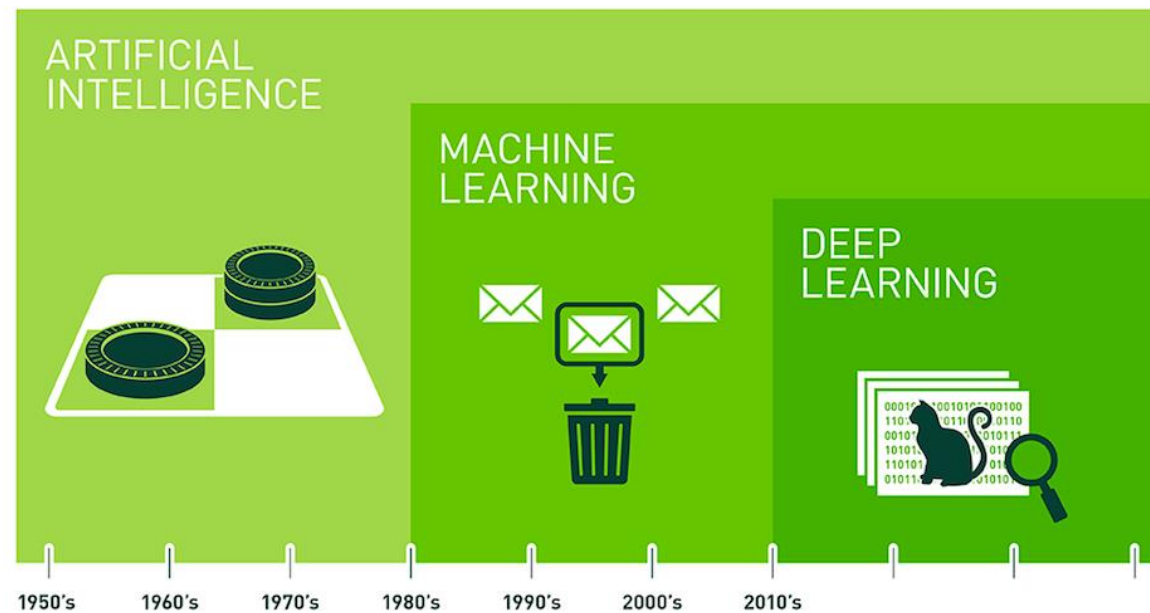 ARTIFICIAL
INTELLIGENCE
MACHINE
LEARNING
DEEP
LEARNING
1950's
1960's
1970's
1980's
1990's
2000's
2010's